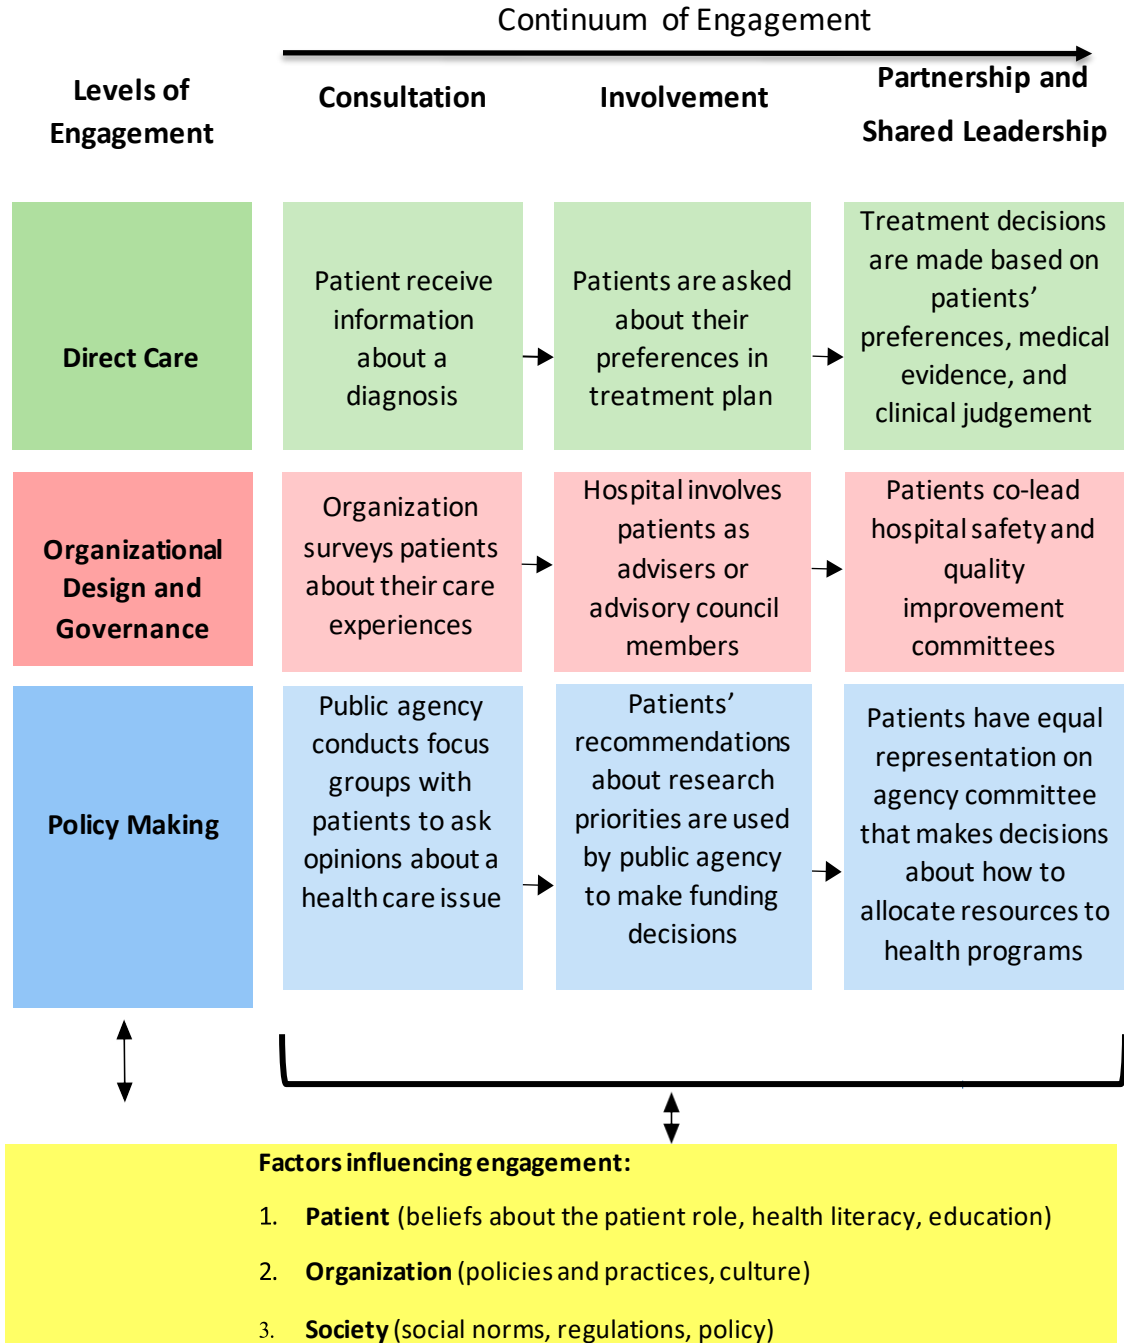 Continuum of Engagement
Levels of
Engagement
Consultation
Involvement
Partnership and
Shared Leadership
Direct Care
Patient receive
information
about a
diagnosis
Patients are asked
about their
preferences in
treatment plan
Treatment decisions
are made based on
patients’
preferences, medical
evidence, and
clinical judgement
Organizational
Design and
Governance
Organization
surveys patients
about their care
experiences
Hospital involves
patients as
advisers or
advisory council
members
Patients co-lead
hospital safety and
quality
improvement
committees
Policy Making
Public agency
conducts focus
groups with
patients to ask
opinions about a
health care issue
Patients’
recommendations
about research
priorities are used
by public agency
to make funding
decisions
Patients have equal
representation on
agency committee
that makes decisions
about how to
allocate resources to
health programs
Factors influencing engagement:
1. Patient (beliefs about the patient role, health literacy, education)
2. Organization (policies and practices, culture)
3. Society (social norms, regulations, policy)